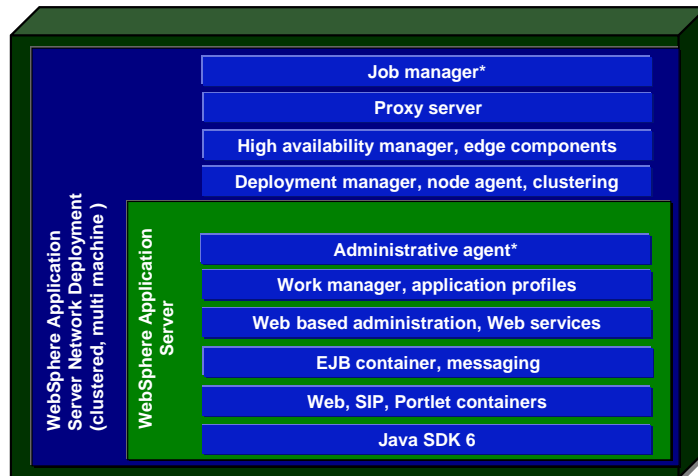 Job manager*
Proxy server
High availability manager, edge components
Deployment manager, node agent, clustering
WebSphere Application
Server Network Deployment
(clustered, multi machine )
WebSphere Application
Server
Administrative agent*
Work manager, application profiles
Web based administration, Web services
EJB container, messaging
Web, SIP, Portlet containers
Java SDK 6